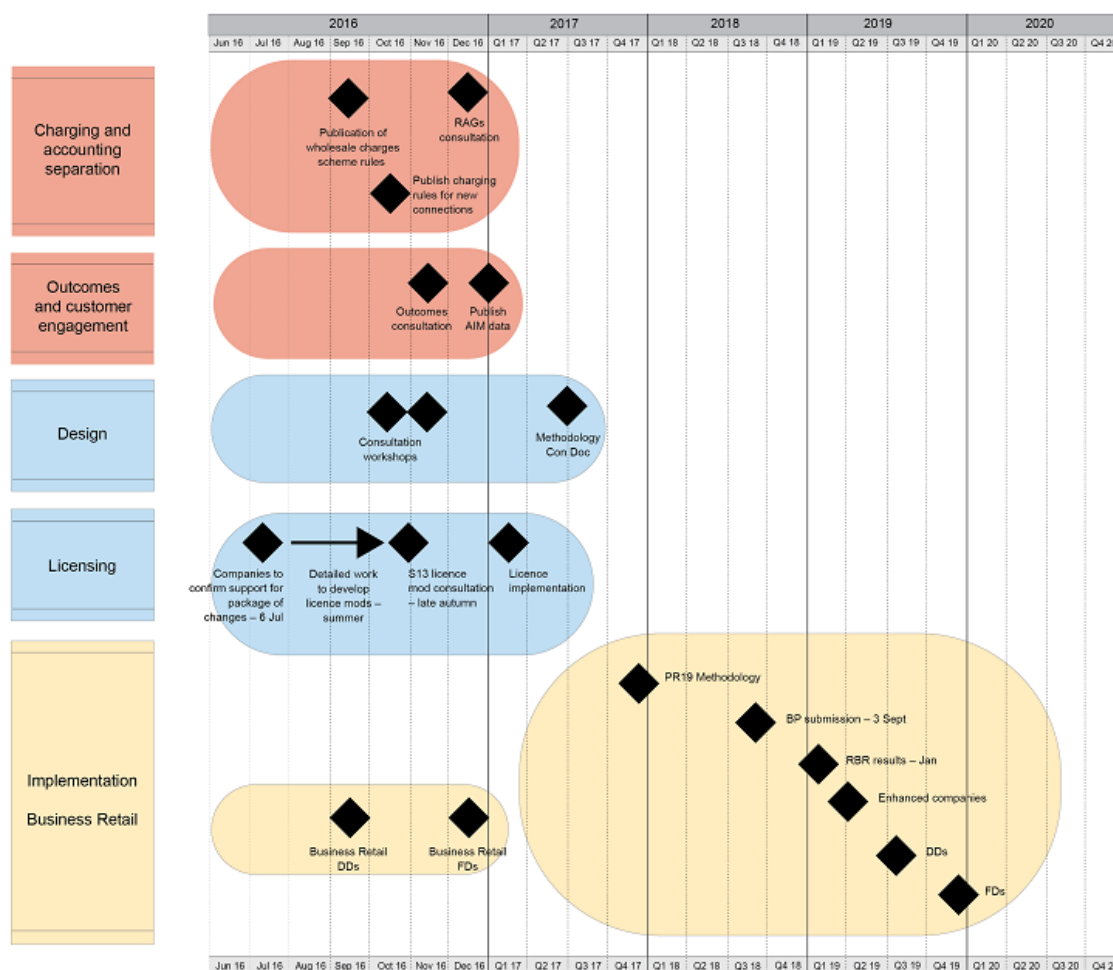 2016 2017 2018 2019 2020
Jun 16 Jul 16 Aug 16 Sep 16 Oct 16 Nov 16 Dec 16 Q1 17 Q2 17 Q3 17 Q4 17 Q1 18 Q2 18 Q3 18 Q4 18 Q1 19 Q2 19 Q3 19 Q4 19 Q1 20 Q2 20 Q3 20 Q4 20
Charging and
accounting
separation
Publication of
wholesale charges
scheme rules
RAGs
consultation
Publish charging
rules for new
connections
Outcomes
and customer
engagement
Outcomes
consultation
Publish
AIM data
Design
Consultation
workshops
Methodology
Con Doc
Licensing
Companies to
confirm support for
package of
changes – 6 Jul
Detailed work
to develop
licence mods –
summer
S13 licence
mod consultation
– late autumn
Licence
implementation
Implementation
Business Retail
PR19 Methodology
BP submission – 3 Sept
RBR results – Jan
Enhanced companies
DDs
FDs
Business Retail
DDs
Business Retail
FDs
Jun 16 Jul 16 Aug 16 Sep 16 Oct 16 Nov 16 Dec 16 Q1 17 Q2 17 Q3 17 Q4 17 Q1 18 Q2 18 Q3 18 Q4 18 Q1 19 Q2 19 Q3 19 Q4 19 Q1 20 Q2 20 Q3 20 Q4 2